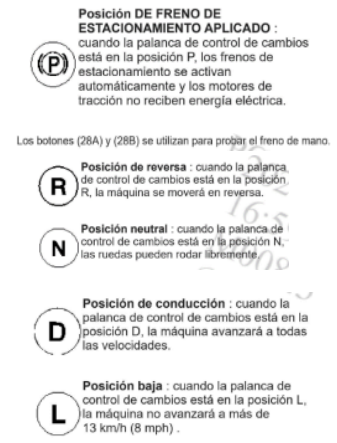 Posición DE FRENO DE
ESTACIONAMIENTO APLICADO :
cuando la palanca de control de cambios
está en la posición P, los frenos de
estacionamiento se activan
automáticamente y los motores de
tracción no reciben energía eléctrica.
(P)
Los botones (28A) y (28B) se utilizan para probar el freno de mano.
R
Posición de reversa : cuando la palanca
de control de cambios está en la posición
R, la máquina se moverá en reversa.
N
Posición neutral : cuando la palanca de
control de cambios está en la posición N,
las ruedas pueden rodar libremente.
D
Posición de conducción : cuando la
palanca de control de cambios está en la
posición D, la máquina avanzará a todas
las velocidades.
L
Posición baja : cuando la palanca de
control de cambios está en posición L,
la máquina no avanzará a más de
13 km/h (8 mph) .